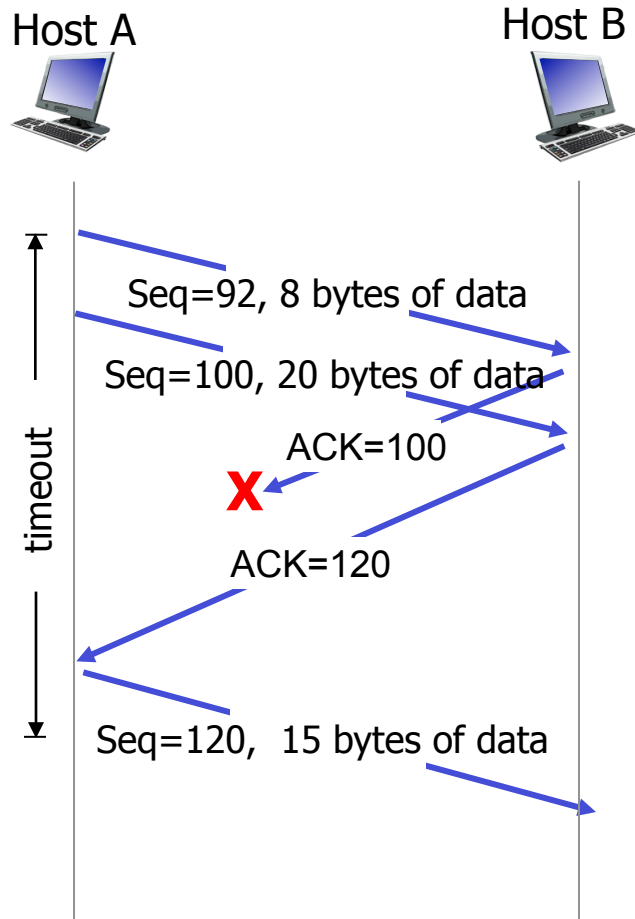 Host A
Host B
Seq=92, 8 bytes of data
Seq=100, 20 bytes of data
ACK=100
X
timeout
ACK=120
Seq=120, 15 bytes of data